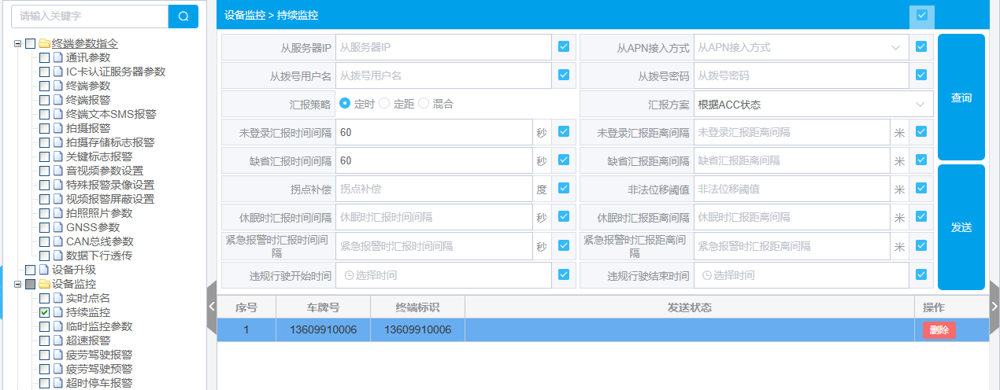 请输入关键字
终端参数指令
通讯参数
IC卡认证服务器参数
终端参数
终端报警
终端文本SMS报警
拍摄报警
拍摄存储标志报警
关键标志报警
音视频参数设置
特殊报警录像设置
视频报警屏蔽设置
拍照照片参数
GNSS参数
CAN总线参数
数据下行透传
设备升级
设备监控
实时点名
持续监控
临时监控参数
超速报警
疲劳驾驶报警
疲劳驾驶预警
超时停车报警
设备监控 > 持续监控
从服务器IP 从服务器IP 从APN接入方式 从APN接入方式
从拨号用户名 从拨号用户名 从拨号密码 从拨号密码
汇报策略 定时 定距 混合 汇报方案 根据ACC状态
未登录汇报时间间隔 60 秒 未登录汇报距离间隔 未登录汇报距离间隔 米
缺省汇报时间间隔 60 秒 缺省汇报距离间隔 缺省汇报距离间隔 米
拐点补偿 拐点补偿 度 非法位移阈值 非法位移阈值 米
休眠时汇报时间间隔 休眠时汇报时间间隔 秒 休眠时汇报距离间隔 休眠时汇报距离间隔 米
紧急报警时汇报时间间隔 紧急报警时汇报时间间隔 秒 紧急报警时汇报距离间隔 紧急报警时汇报距离间隔 米
违规行驶开始时间 选择时间 违规行驶结束时间 选择时间
查询
发送
序号 车牌号 终端标识 发送状态 操作
1 13609910006 13609910006 删除